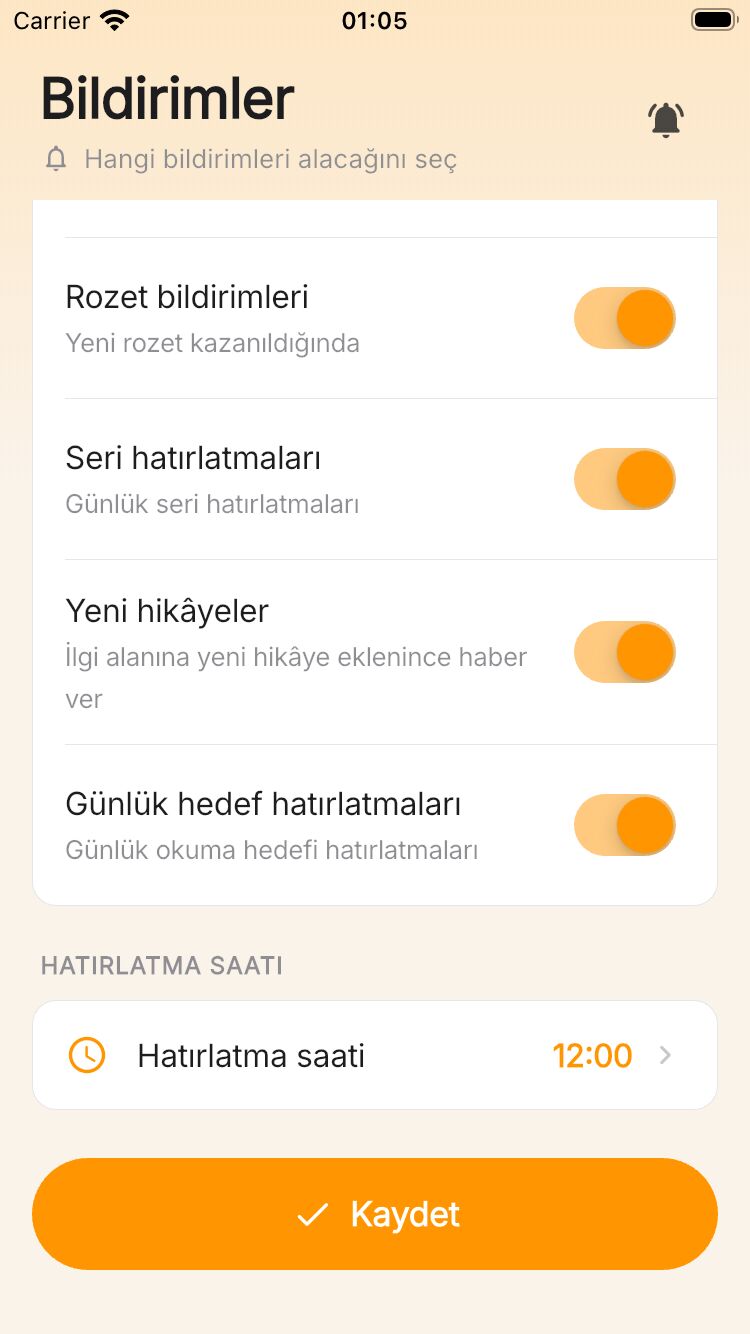 Carrier 01:05
Bildirimler
Hangi bildirimleri alacağını seç
Rozet bildirimleri
Yeni rozet kazanıldığında
Seri hatırlatmaları
Günlük seri hatırlatmaları
Yeni hikâyeler
İlgi alanına yeni hikâye eklenince haber
ver
Günlük hedef hatırlatmaları
Günlük okuma hedefi hatırlatmaları
HATIRLATMA SAATI
Hatırlatma saati 12:00
Kaydet